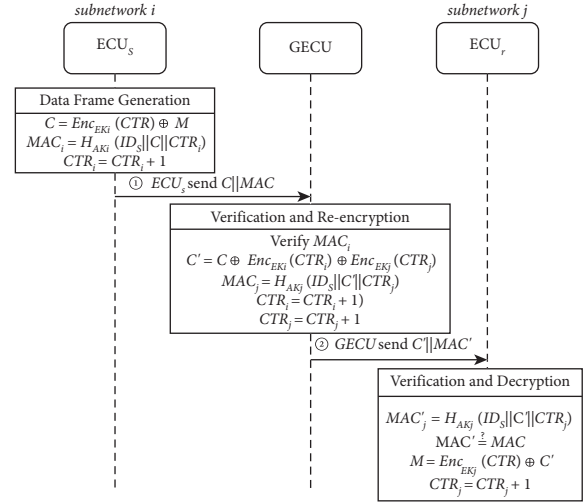 subnetwork i
subnetwork j
ECU_S
GECU
ECU_r
Data Frame Generation
C = Enc_EKi (CTR) ⊕ M
MAC_i = H_AKi (ID_S||C||CTR_i)
CTR_i = CTR_i + 1
① ECU_s send C||MAC
Verification and Re-encryption
Verify MAC_i
C' = C ⊕ Enc_EKi (CTR_i) ⊕ Enc_EKj (CTR_j)
MAC_j = H_AKj (ID_S||C'||CTR_j)
CTR_i = CTR_i + 1)
CTR_j = CTR_j + 1
② GECU send C'||MAC'
Verification and Decryption
MAC'_j = H_AKj (ID_S||C'||CTR_j)
MAC' ≟ MAC
M = Enc_EKj (CTR) ⊕ C'
CTR_j = CTR_j + 1